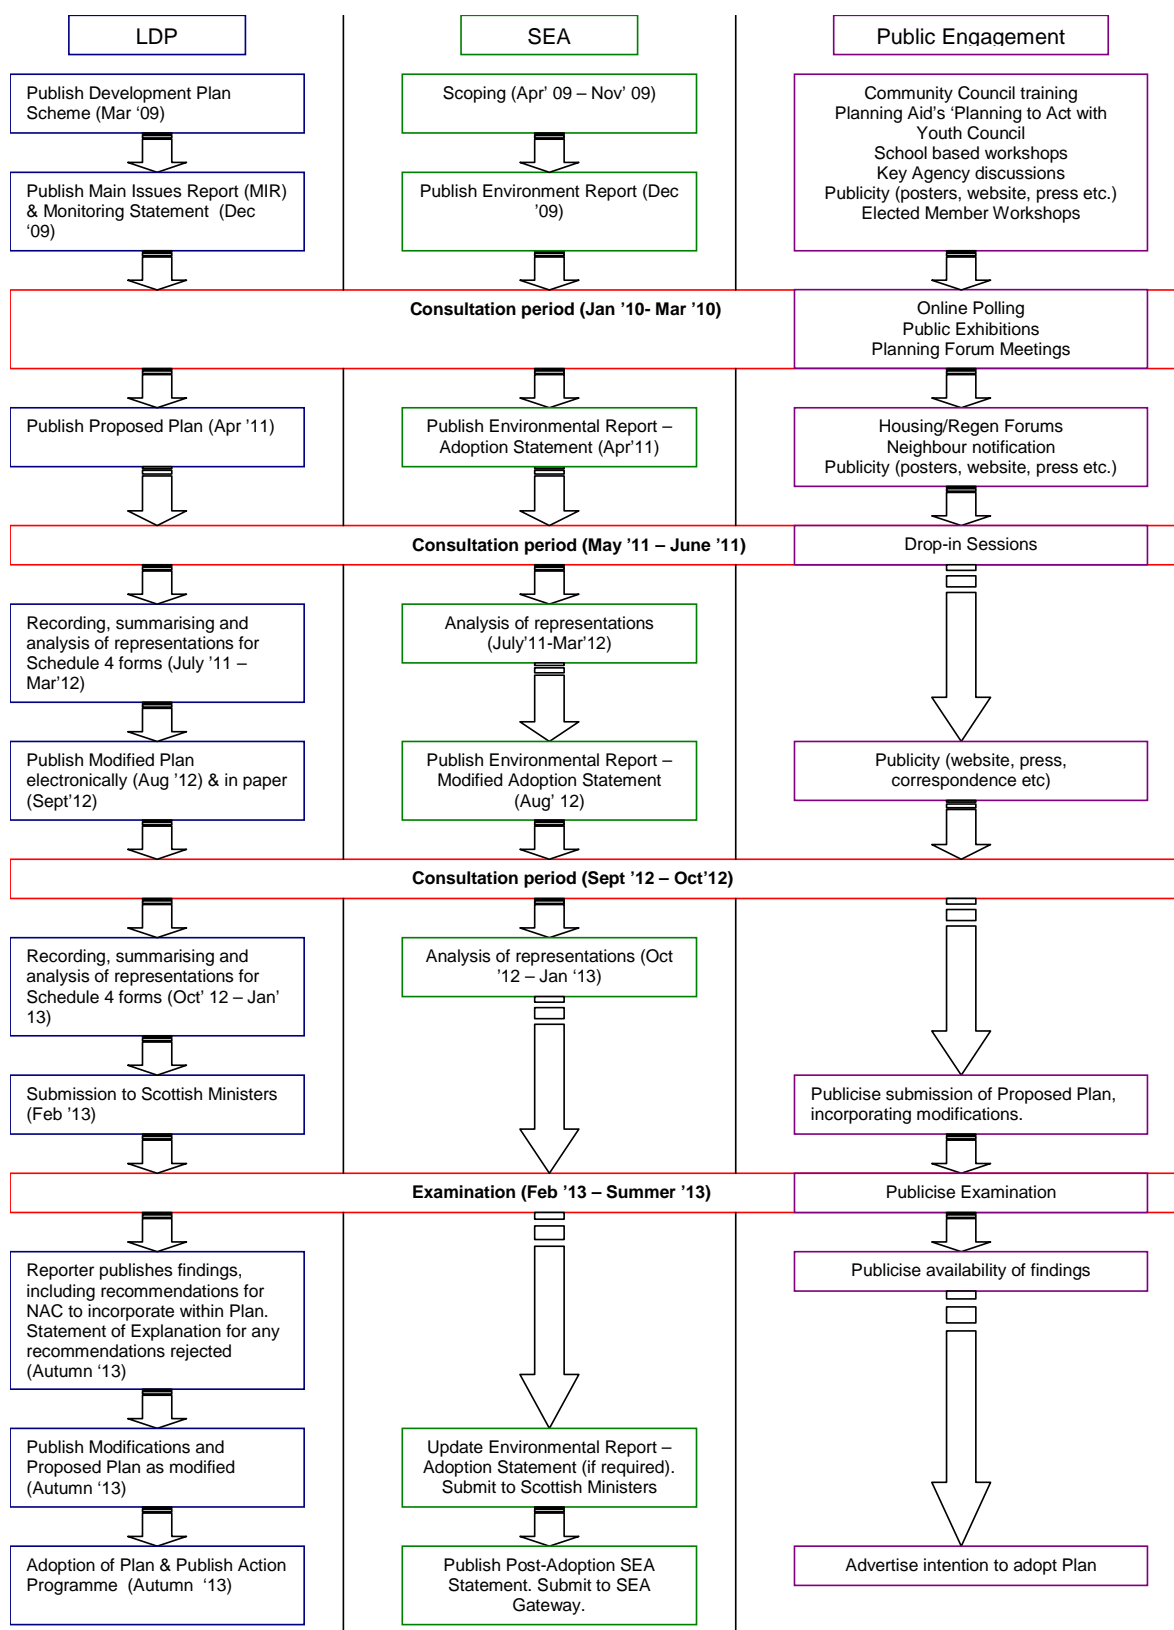 LDP
SEA
Public Engagement
Publish Development Plan
Scheme (Mar ‘09)
Scoping (Apr’ 09 – Nov’ 09)
Community Council training
Planning Aid’s ‘Planning to Act with
Youth Council
School based workshops
Key Agency discussions
Publicity (posters, website, press etc.)
Elected Member Workshops
Publish Main Issues Report (MIR)
& Monitoring Statement (Dec
‘09)
Publish Environment Report (Dec
’09)
Consultation period (Jan ’10- Mar ’10)
Online Polling
Public Exhibitions
Planning Forum Meetings
Publish Proposed Plan (Apr ’11)
Publish Environmental Report –
Adoption Statement (Apr’11)
Housing/Regen Forums
Neighbour notification
Publicity (posters, website, press etc.)
Consultation period (May ’11 – June ’11)
Drop-in Sessions
Recording, summarising and
analysis of representations for
Schedule 4 forms (July ’11 –
Mar’12)
Analysis of representations
(July’11-Mar’12)
Publish Modified Plan
electronically (Aug ’12) & in paper
(Sept’12)
Publish Environmental Report –
Modified Adoption Statement
(Aug’ 12)
Publicity (website, press,
correspondence etc)
Consultation period (Sept ’12 – Oct’12)
Recording, summarising and
analysis of representations for
Schedule 4 forms (Oct’ 12 – Jan’
13)
Analysis of representations (Oct
’12 – Jan ‘13)
Submission to Scottish Ministers
(Feb ’13)
Publicise submission of Proposed Plan,
incorporating modifications.
Examination (Feb ’13 – Summer ’13)
Publicise Examination
Reporter publishes findings,
including recommendations for
NAC to incorporate within Plan.
Statement of Explanation for any
recommendations rejected
(Autumn ‘13)
Publicise availability of findings
Publish Modifications and
Proposed Plan as modified
(Autumn ‘13)
Update Environmental Report –
Adoption Statement (if required).
Submit to Scottish Ministers
Adoption of Plan & Publish Action
Programme (Autumn ‘13)
Publish Post-Adoption SEA
Statement. Submit to SEA
Gateway.
Advertise intention to adopt Plan